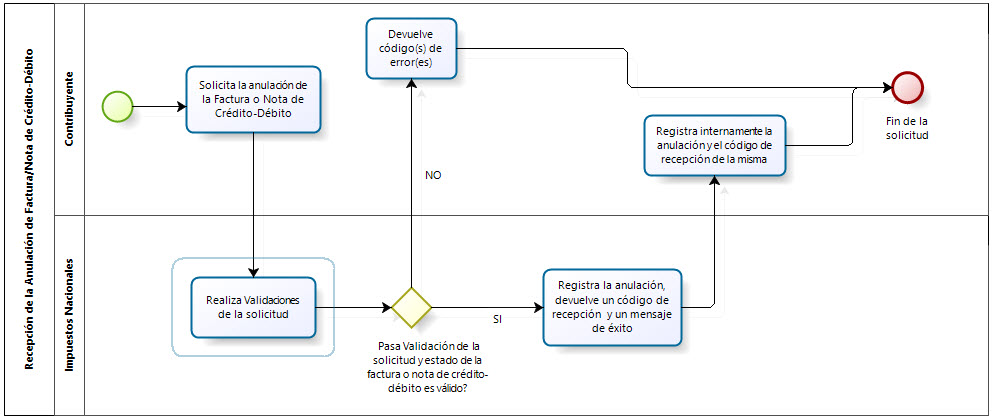 Recepción de la Anulación de Factura/Nota de Crédito-Débito
Contribuyente
Solicita la anulación de
la Factura o Nota de
Crédito-Débito
Devuelve
código(s) de
error(es)
NO
Registra internamente la
anulación y el código de
recepción de la misma
Fin de la
solicitud
Impuestos Nacionales
Realiza Validaciones
de la solicitud
Pasa Validación de la
solicitud y estado de la
factura o nota de crédito-
débito es válido?
SI
Registra la anulación,
devuelve un código de
recepción y un mensaje
de éxito